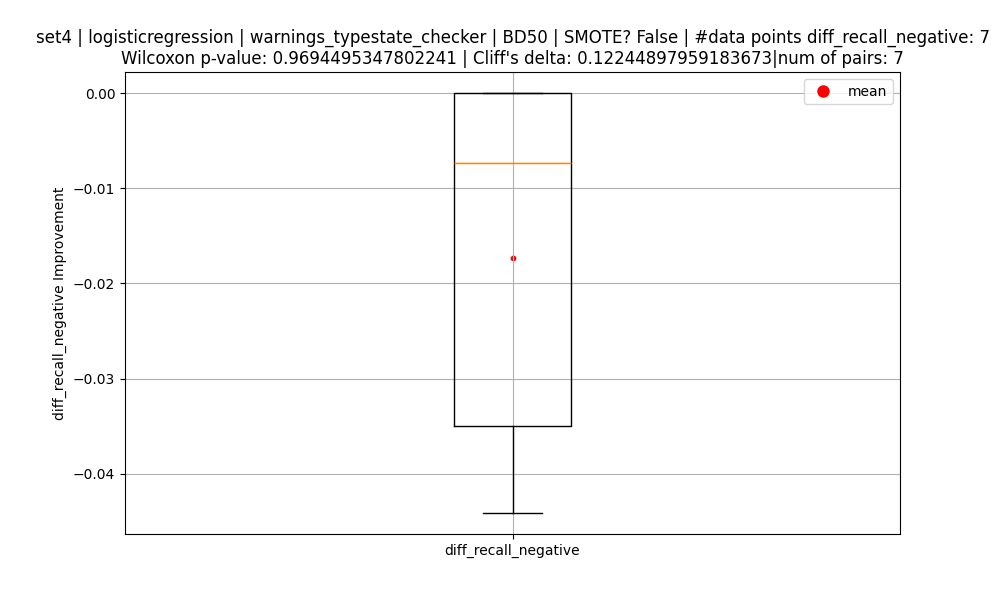 set4 | logisticregression | warnings_typestate_checker | BD50 | SMOTE? False | #data points diff_recall_negative: 7
Wilcoxon p-value: 0.9694495347802241 | Cliff's delta: 0.12244897959183673|num of pairs: 7
mean
0.00
−0.01
−0.02
−0.03
−0.04
diff_recall_negative Improvement
diff_recall_negative